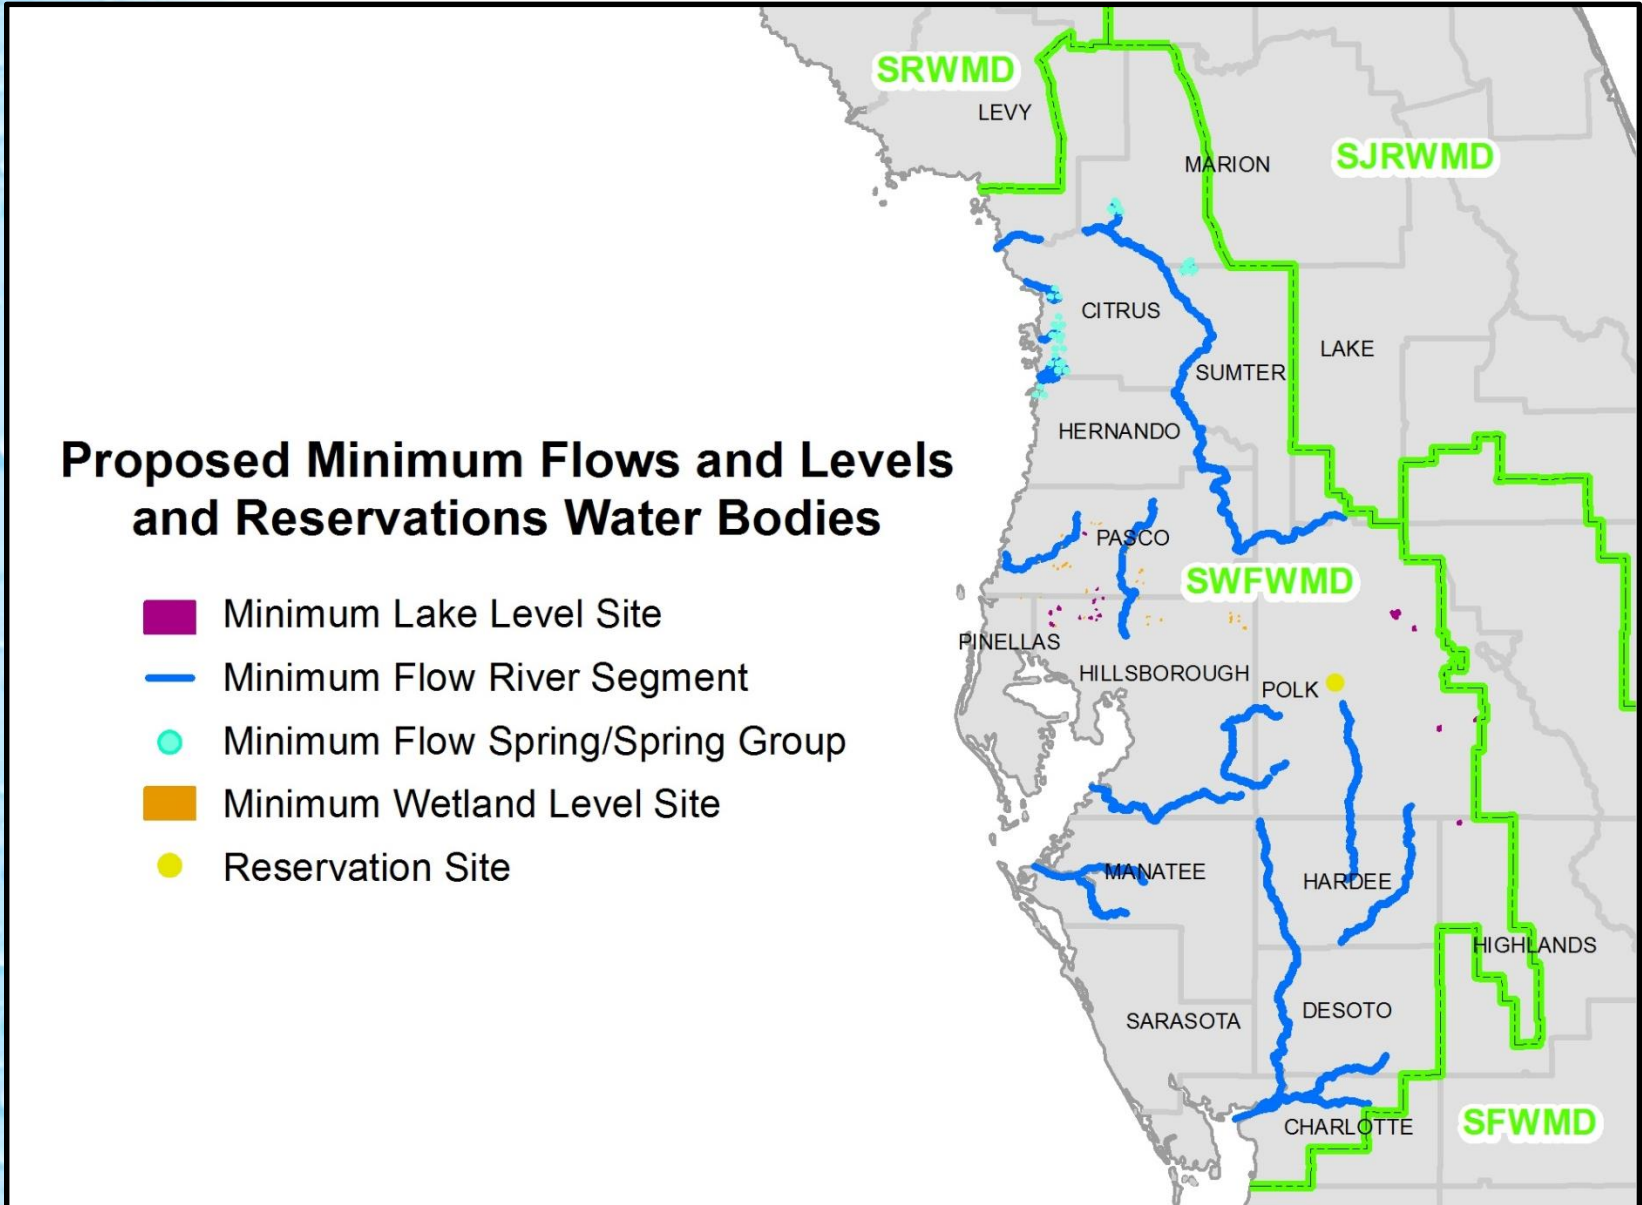 SRWMD
LEVY
MARION
SJRWMD
CITRUS
LAKE
SUMTER
HERNANDO
Proposed Minimum Flows and Levels
and Reservations Water Bodies
PASCO
SWFWMD
Minimum Lake Level Site
PINELLAS
Minimum Flow River Segment
HILLSBOROUGH
POLK
Minimum Flow Spring/Spring Group
Minimum Wetland Level Site
Reservation Site
MANATEE
HARDEE
HIGHLANDS
DESOTO
SARASOTA
CHARLOTTE
SFWMD